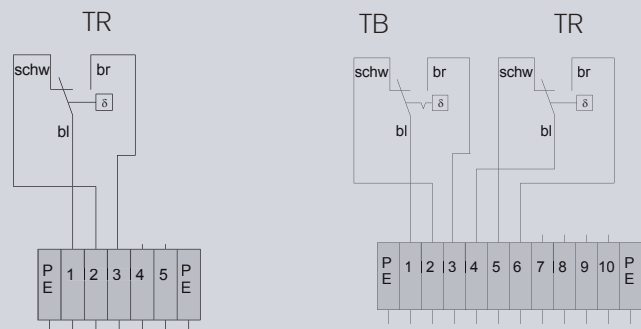 TR
schw br
δ
bl
PE 1 2 3 4 5 PE
TB TR
schw br schw br
δ δ
bl bl
PE 1 2 3 4 5 6 7 8 9 10 PE